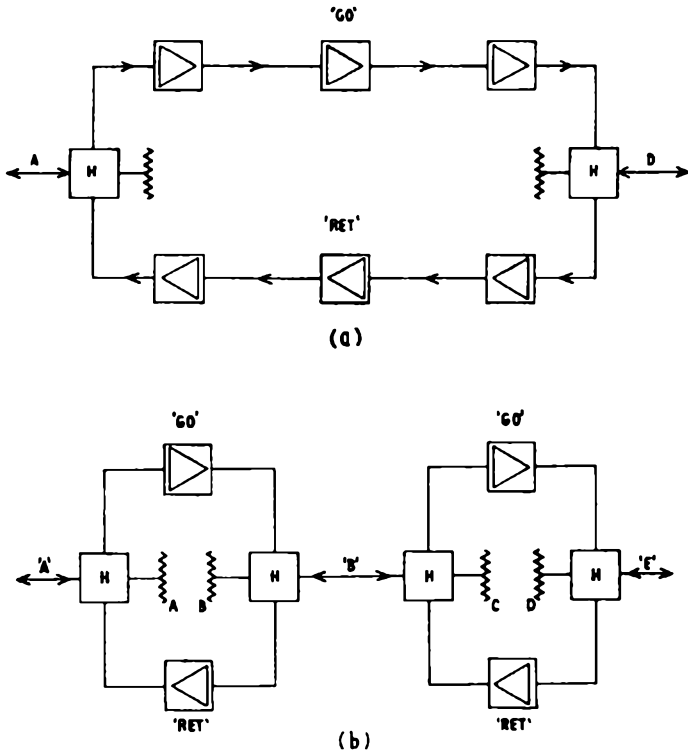 'GO'
A H H D
'RET'
(a)
'GO' 'GO'
'A' H A B H 'B' H C D H 'E'
'RET' 'RET'
(b)